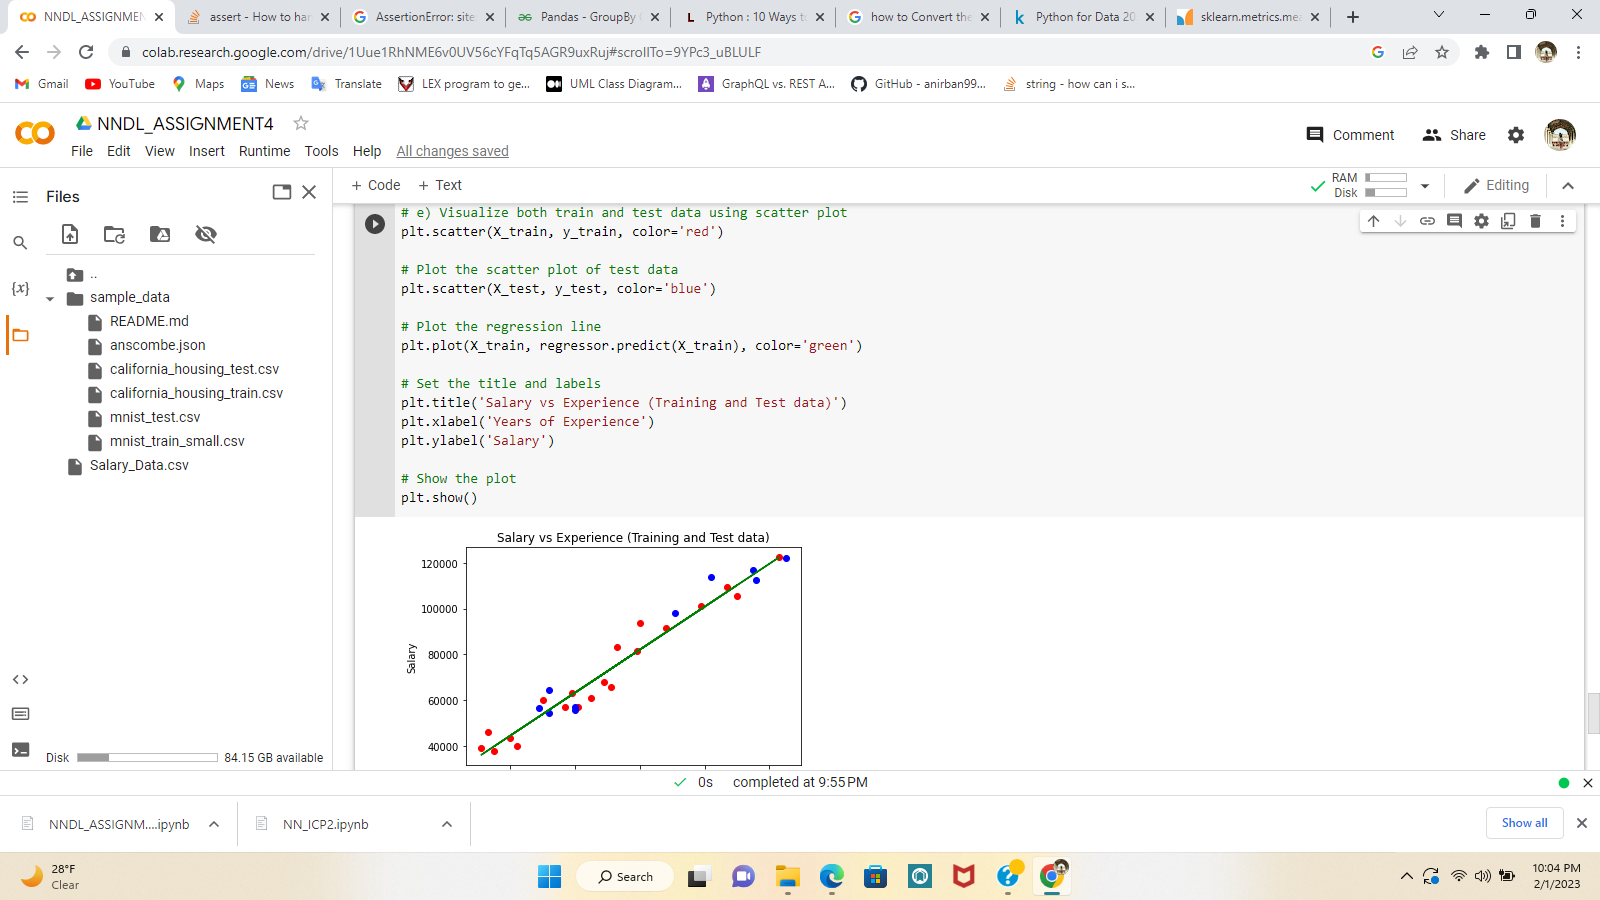 NNDL_ASSIGNMEN
assert - How to han
AssertionError: site
Pandas - GroupBy
Python : 10 Ways to
how to Convert the
Python for Data 20
sklearn.metrics.mea
colab.research.google.com/drive/1Uue1RhNME6v0UV56cYFqTq5AGR9uxRuj#scrollTo=9YPc3_uBLULF
Gmail YouTube Maps News Translate LEX program to ge... UML Class Diagram... GraphQL vs. REST A... GitHub - anirban99... string - how can i s...
NNDL_ASSIGNMENT4
Comment Share
File Edit View Insert Runtime Tools Help All changes saved
Files
+ Code + Text
RAM
Disk
Editing
{x}
..
sample_data
README.md
anscombe.json
california_housing_test.csv
california_housing_train.csv
mnist_test.csv
mnist_train_small.csv
Salary_Data.csv
Disk 84.15 GB available
# e) Visualize both train and test data using scatter plot
plt.scatter(X_train, y_train, color='red')
# Plot the scatter plot of test data
plt.scatter(X_test, y_test, color='blue')
# Plot the regression line
plt.plot(X_train, regressor.predict(X_train), color='green')
# Set the title and labels
plt.title('Salary vs Experience (Training and Test data)')
plt.xlabel('Years of Experience')
plt.ylabel('Salary')
# Show the plot
plt.show()
Salary vs Experience (Training and Test data)
120000
100000
80000
60000
40000
Salary
0s completed at 9:55 PM
NNDL_ASSIGNM....ipynb
NN_ICP2.ipynb
Show all
28°F
Clear
Search
10:04 PM
2/1/2023